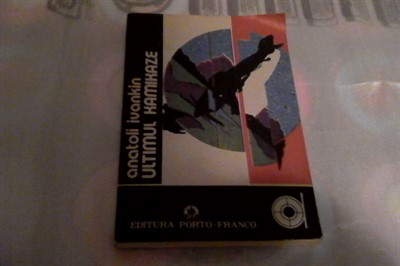 anatoli ivankin
ULTIMUL KAMIKAZE
EDITURA PORTO-FRANCO